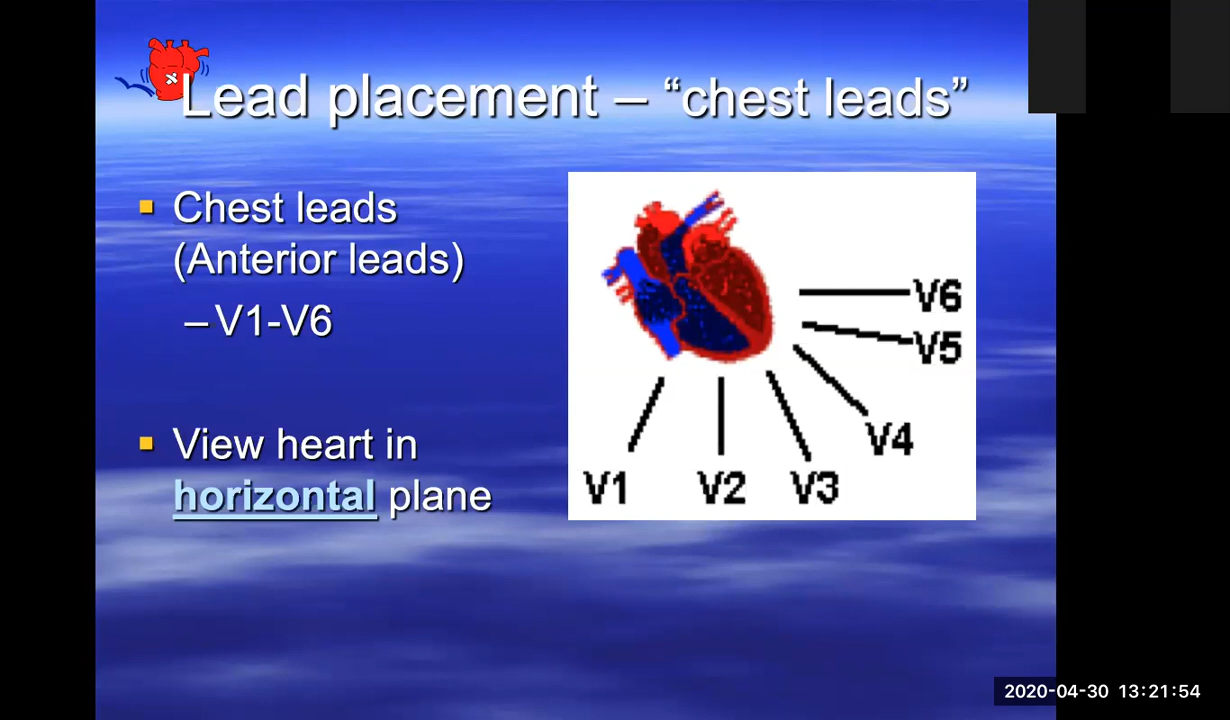 Lead placement – “chest leads”
Chest leads
(Anterior leads)
–V1-V6
View heart in
horizontal plane
V6
V5
V4
V1 V2 V3
2020-04-30 13:21:54